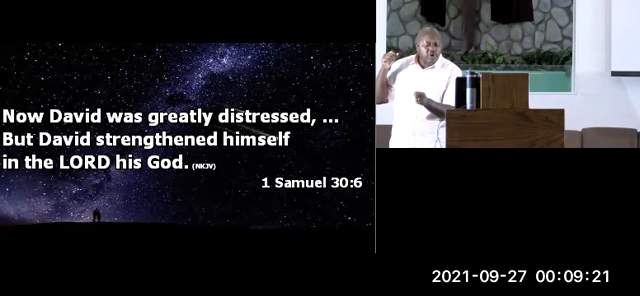 Now David was greatly distressed, ...
But David strengthened himself
in the LORD his God. (NKJV)
1 Samuel 30:6
2021-09-27 00:09:21